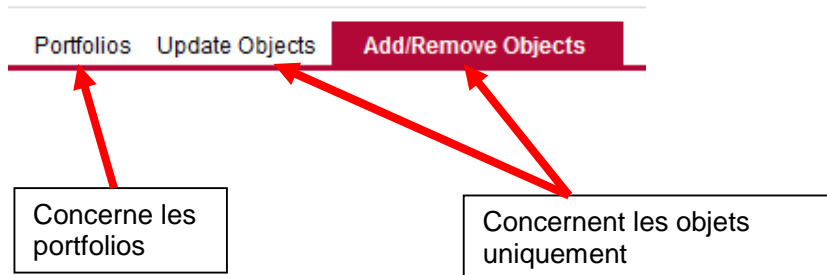 Portfolios Update Objects Add/Remove Objects
Concerne les
portfolios
Concernent les objets
uniquement